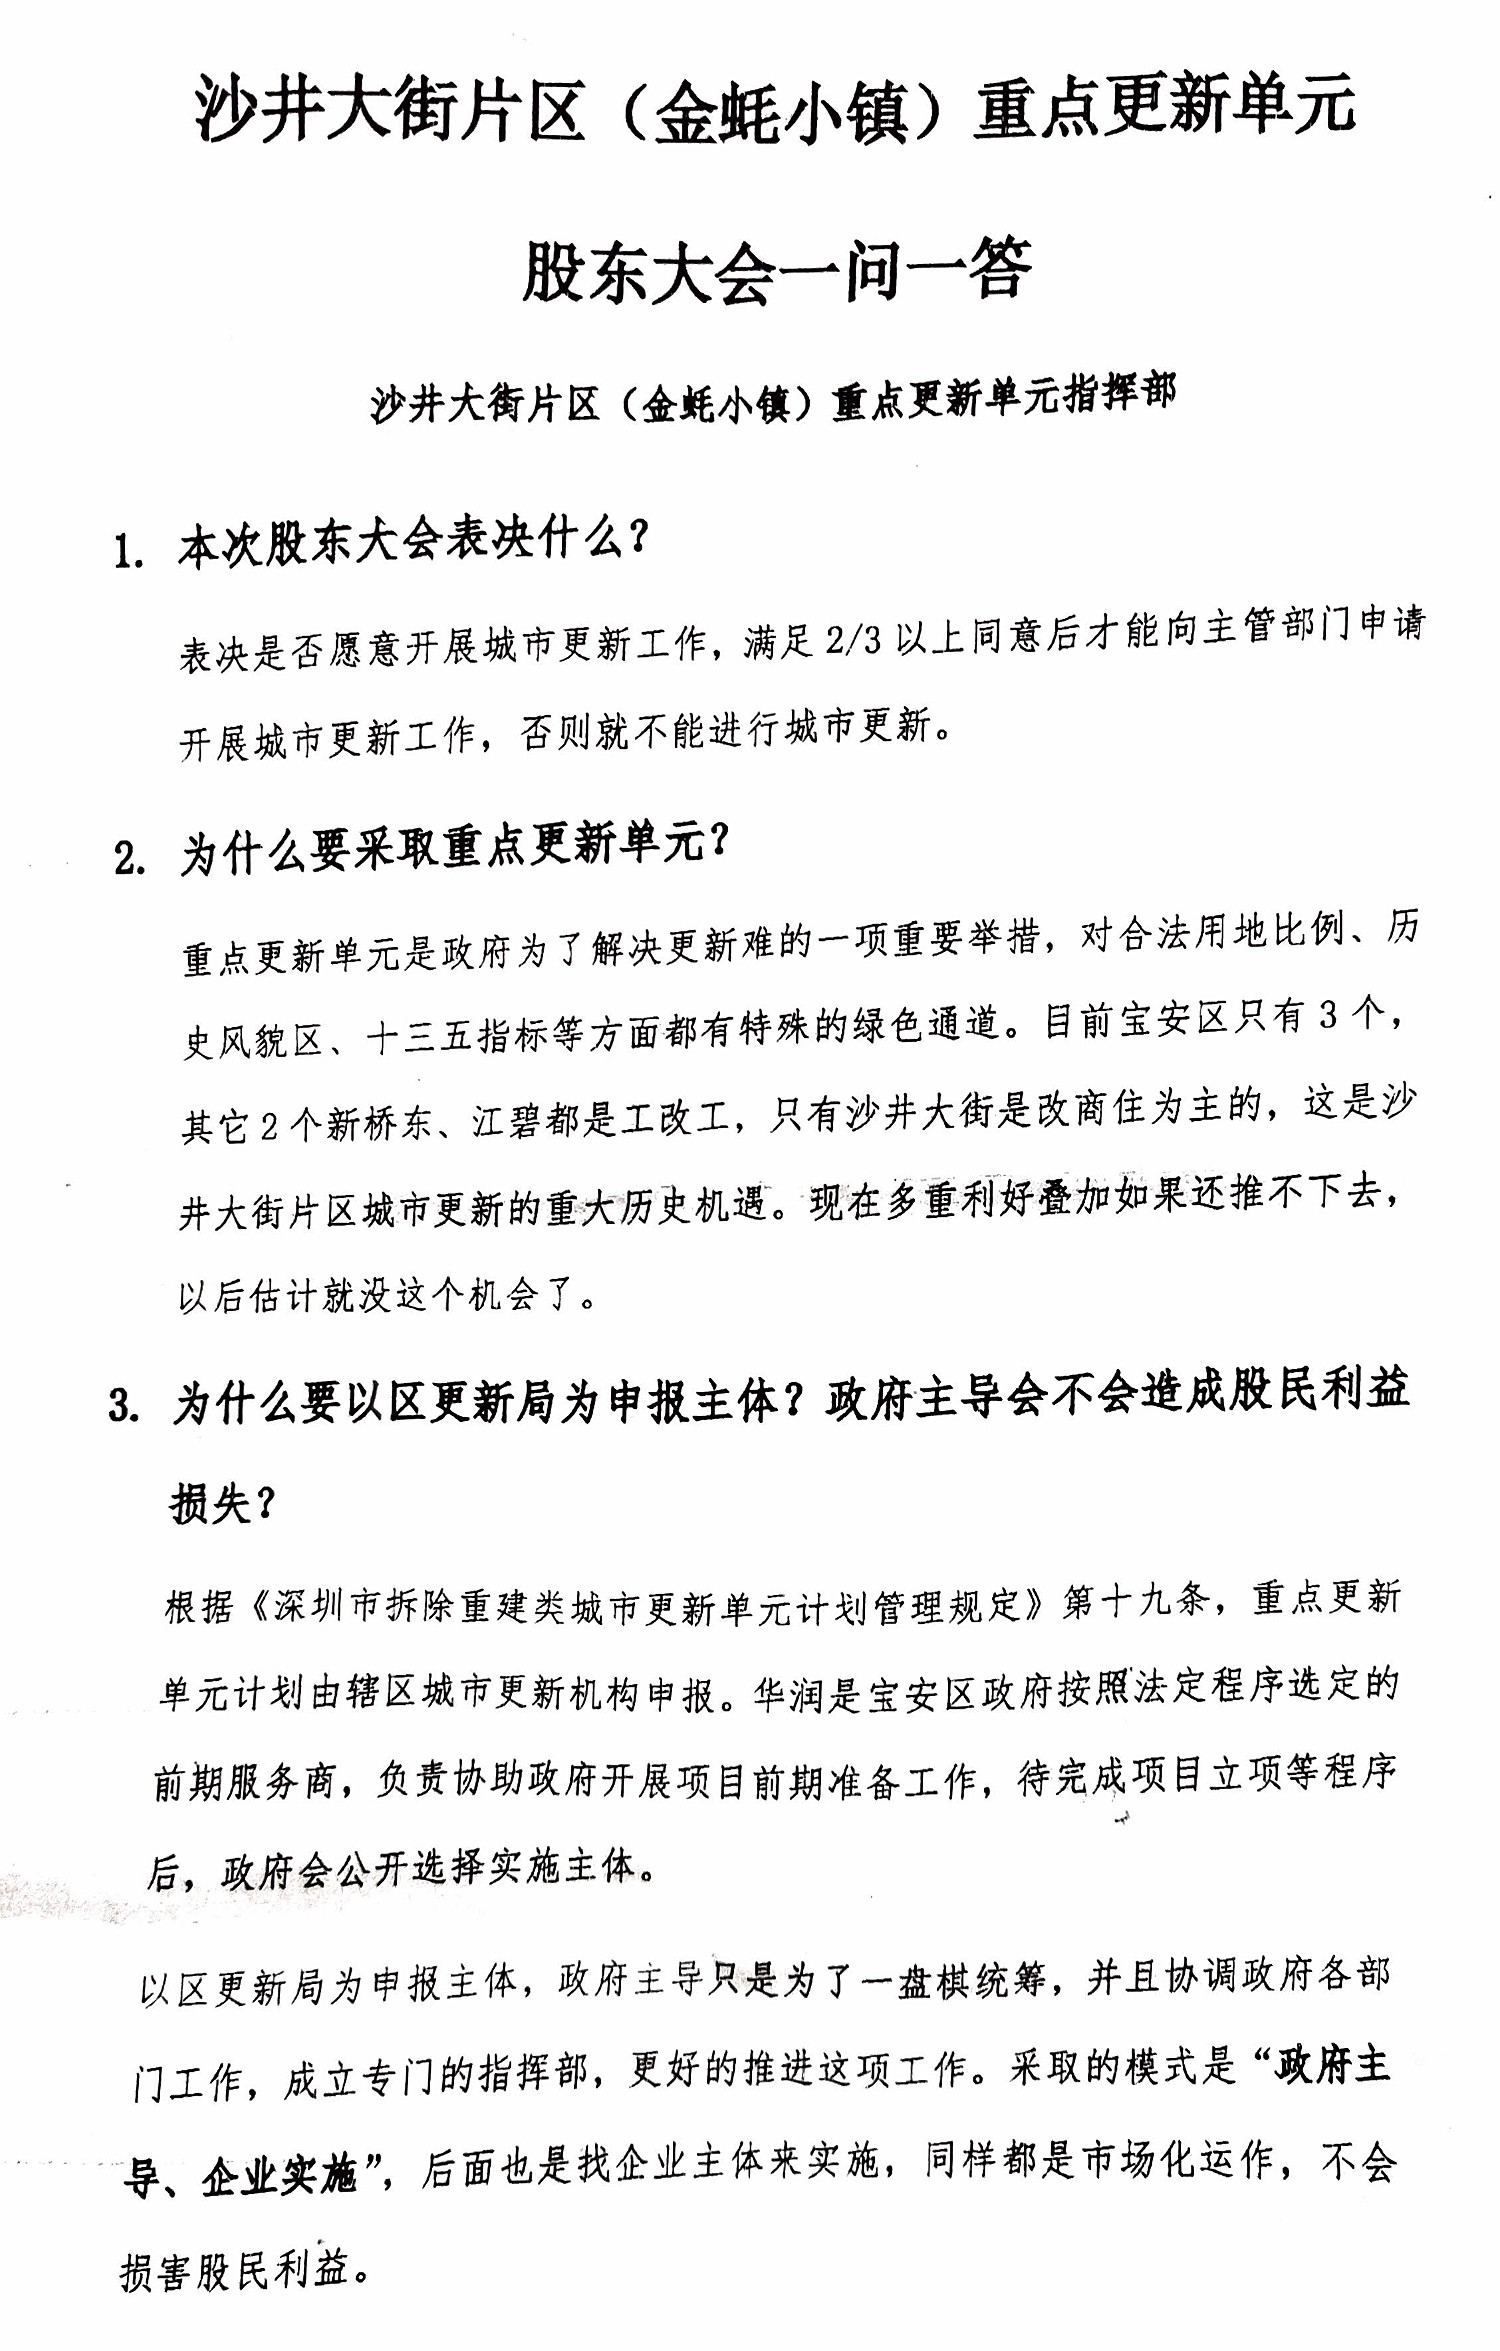 沙井大街片区（金蚝小镇）重点更新单元
股东大会一问一答
沙井大街片区（金蚝小镇）重点更新单元指挥部
1. 本次股东大会表决什么？
表决是否愿意开展城市更新工作，满足 2/3 以上同意后才能向主管部门申请
开展城市更新工作，否则就不能进行城市更新。
2. 为什么要采取重点更新单元？
重点更新单元是政府为了解决更新难的一项重要举措，对合法用地比例、历
史风貌区、十三五指标等方面都有特殊的绿色通道。目前宝安区只有 3 个，
其它 2 个新桥东、江碧都是工改工，只有沙井大街是改商住为主的，这是沙
井大街片区城市更新的重大历史机遇。现在多重利好叠加如果还推不下去，
以后估计就没这个机会了。
3. 为什么要以区更新局为申报主体？政府主导会不会造成股民利益
损失？
根据《深圳市拆除重建类城市更新单元计划管理规定》第十九条，重点更新
单元计划由辖区城市更新机构申报。华润是宝安区政府按照法定程序选定的
前期服务商，负责协助政府开展项目前期准备工作，待完成项目立项等程序
后，政府会公开选择实施主体。
以区更新局为申报主体，政府主导只是为了一盘棋统筹，并且协调政府各部
门工作，成立专门的指挥部，更好的推进这项工作。采取的模式是“政府主
导、企业实施”，后面也是找企业主体来实施，同样都是市场化运作，不会
损害股民利益。